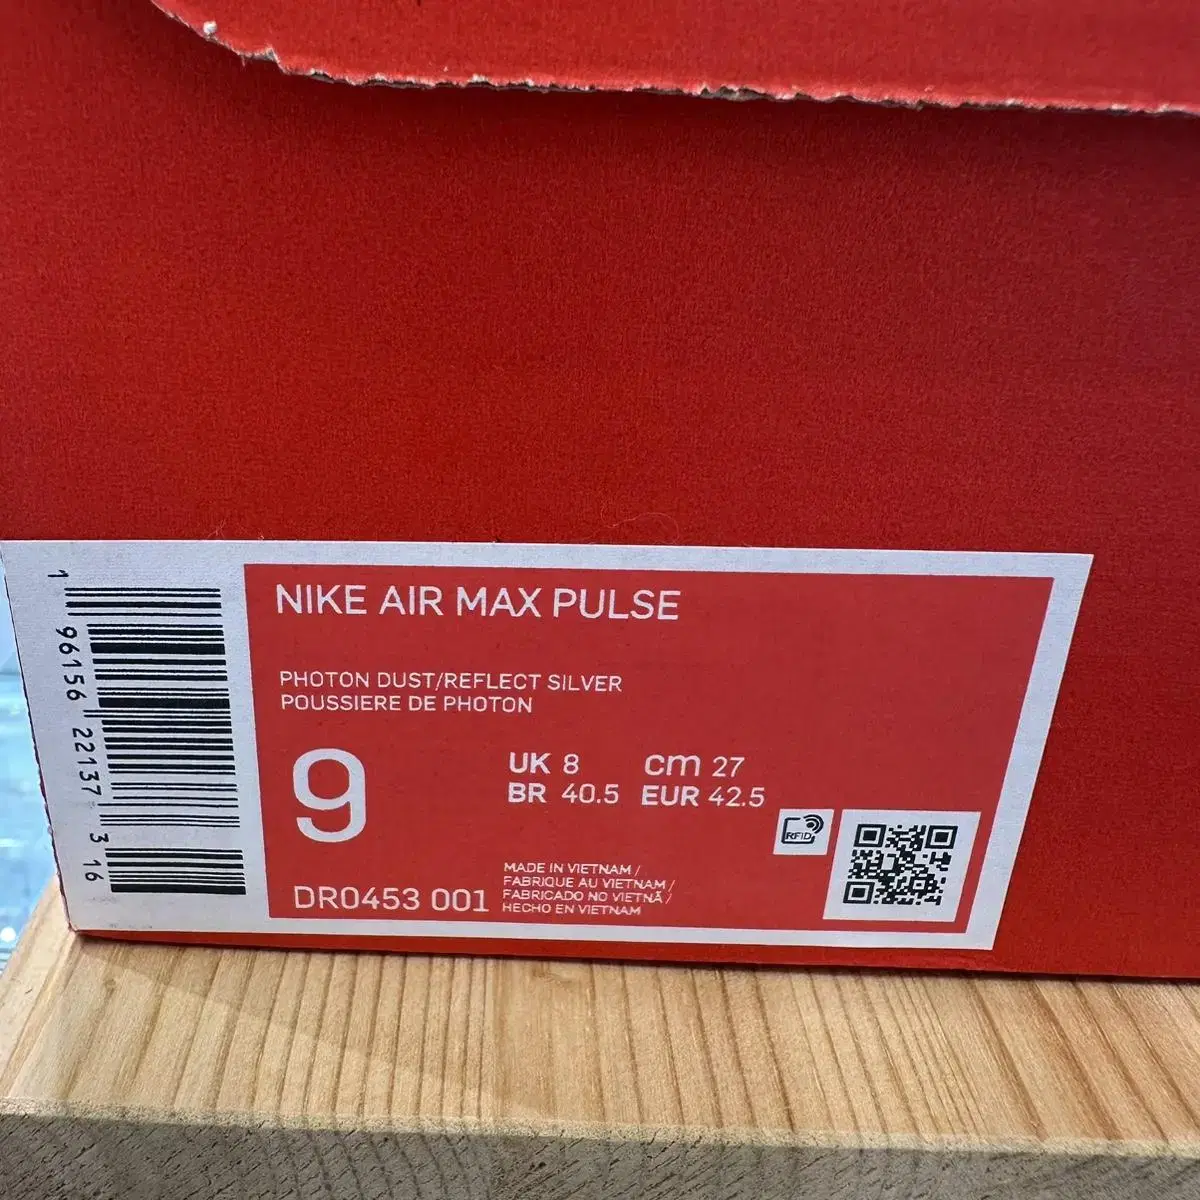 NIKE AIR MAX PULSE
PHOTON DUST/REFLECT SILVER
POUSSIERE DE PHOTON
9
UK 8 cm 27
BR 40.5 EUR 42.5
RFID
DR0453 001
MADE IN VIETNAM /
FABRIQUE AU VIETNAM /
FABRICADO NO VIETNÃ /
HECHO EN VIETNAM
1 96156 22137 3 16